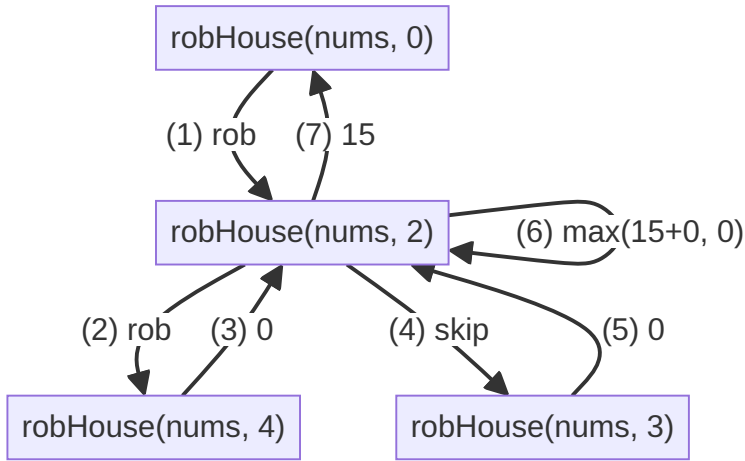 robHouse(nums, 0)
(1) rob
(7) 15
robHouse(nums, 2)
(6) max(15+0, 0)
(2) rob
(3) 0
(4) skip
(5) 0
robHouse(nums, 4)
robHouse(nums, 3)